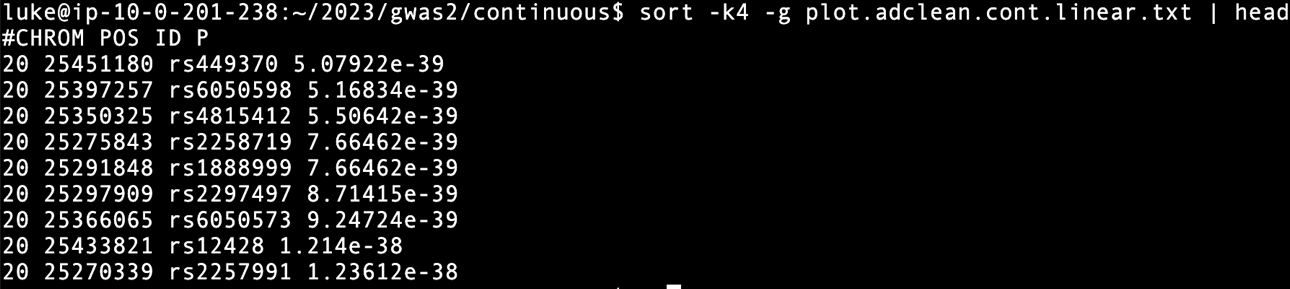 luke@ip-10-0-201-238:~/2023/gwas2/continuous$ sort -k4 -g plot.adclean.cont.linear.txt | head
#CHROM POS ID P
20 25451180 rs449370 5.07922e-39
20 25397257 rs6050598 5.16834e-39
20 25350325 rs4815412 5.50642e-39
20 25275843 rs2258719 7.66462e-39
20 25291848 rs1888999 7.66462e-39
20 25297909 rs2297497 8.71415e-39
20 25366065 rs6050573 9.24724e-39
20 25433821 rs12428 1.214e-38
20 25270339 rs2257991 1.23612e-38